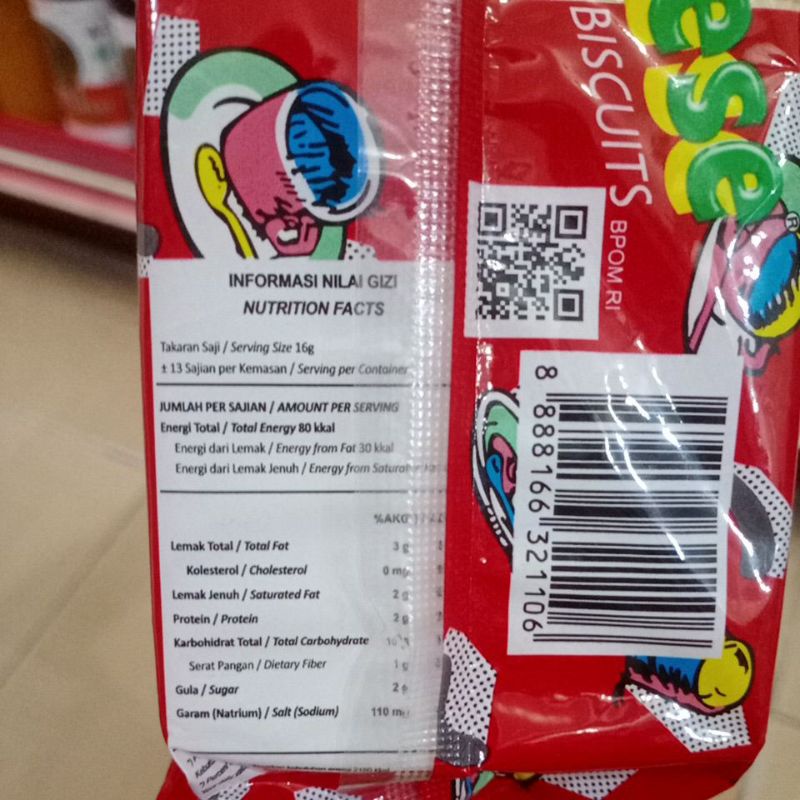 INFORMASI NILAI GIZI
NUTRITION FACTS
Takaran Saji / Serving Size 16g
± 13 Sajian per Kemasan / Serving per Container
JUMLAH PER SAJIAN / AMOUNT PER SERVING
Energi Total / Total Energy 80 kkal
Energi dari Lemak / Energy from Fat 30 kkal
Energi dari Lemak Jenuh / Energy from
%AKG
Lemak Total / Total Fat 3 g
Kolesterol / Cholesterol 0 mg
Lemak Jenuh / Saturated Fat 2 g
Protein / Protein 2 g
Karbohidrat Total / Total Carbohydrate
Serat Pangan / Dietary Fiber 1 g
Gula / Sugar 2 g
Garam (Natrium) / Salt (Sodium) 110 mg
ese®
BISCUITS
BPOM RI
8 888166 321106